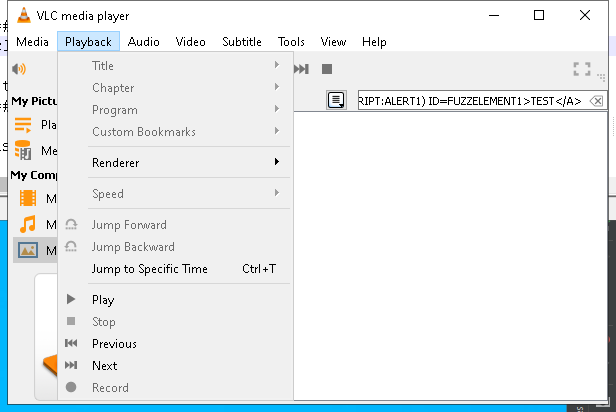 VLC media player
Media Playback Audio Video Subtitle Tools View Help
Title
Chapter
Program
Custom Bookmarks
Renderer
Speed
Jump Forward
Jump Backward
Jump to Specific Time Ctrl+T
Play
Stop
Previous
Next
Record
RIPT:ALERT1) ID=FUZZELEMENT1>TEST</A>
My Pictu
Pla
Me
My Comp
M
M
M